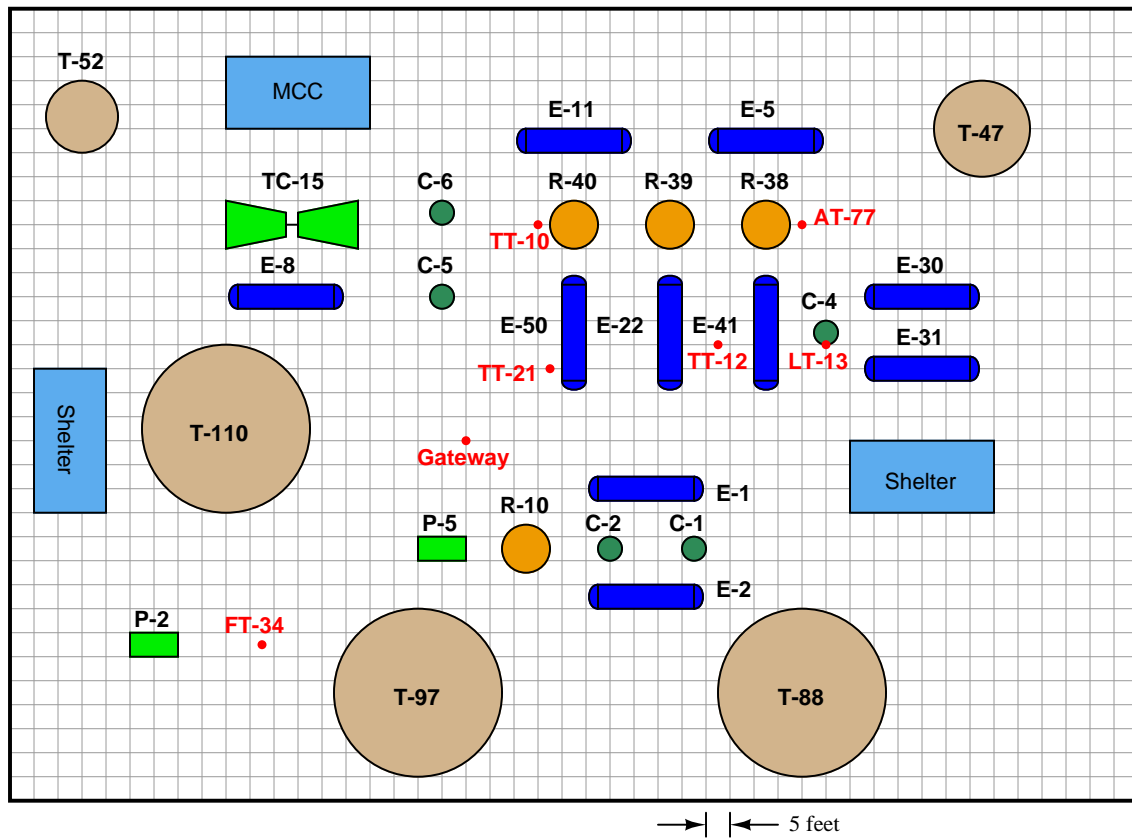 T-52
MCC
E-11
E-5
T-47
TC-15
C-6
R-40
R-39
R-38
AT-77
TT-10
E-8
C-5
E-30
C-4
E-50
E-22
E-41
E-31
TT-21
TT-12
LT-13
Shelter
T-110
Gateway
Shelter
E-1
R-10
P-5
C-2
C-1
E-2
P-2
FT-34
T-97
T-88
5 feet